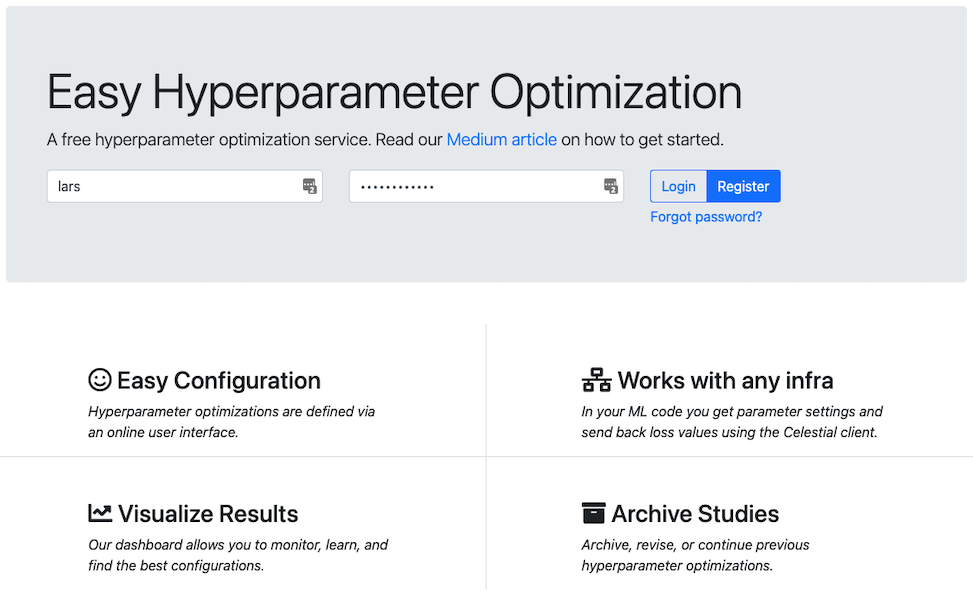 Easy Hyperparameter Optimization
A free hyperparameter optimization service. Read our Medium article on how to get started.
lars
••••••••••••
Login
Register
Forgot password?
Easy Configuration
Hyperparameter optimizations are defined via
an online user interface.
Works with any infra
In your ML code you get parameter settings and
send back loss values using the Celestial client.
Visualize Results
Our dashboard allows you to monitor, learn, and
find the best configurations.
Archive Studies
Archive, revise, or continue previous
hyperparameter optimizations.